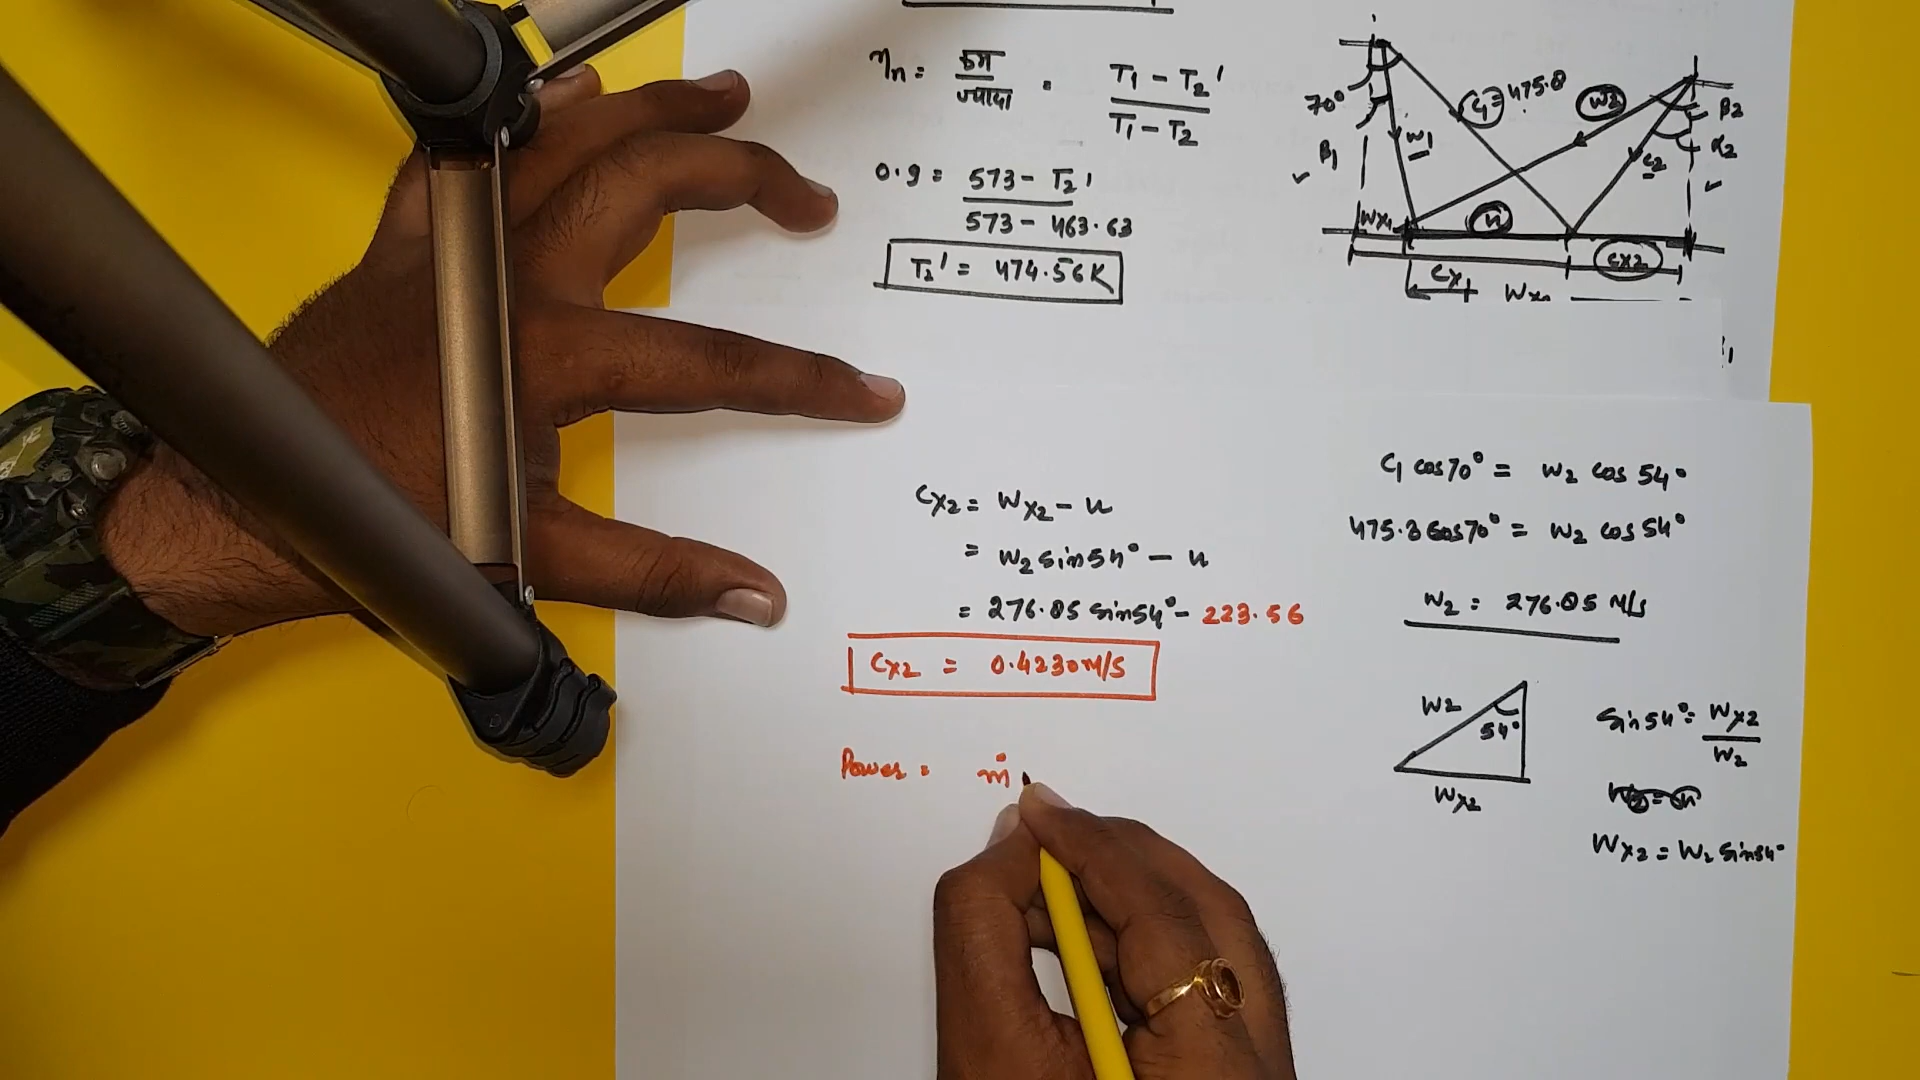 ηn = कम / ज्यादा = T1 - T2' / T1 - T2
0.9 = 573 - T2' / 573 - 463.63
T2' = 474.56K
70°
C1 = 475.8
W2
β2
α2
β1
W1
C2
Wx1
u
Cx2
Cx1
Cx2 = Wx2 - u
= W2 sin54° - u
= 276.05 sin54° - 223.56
Cx2 = 0.4230 M/S
Power = ṁ
C1 cos70° = W2 cos 54°
475.3 cos70° = W2 cos 54°
W2 = 276.05 M/s
W2
54°
Wx2
Sin 54° = Wx2 / W2
Wx2 = W2 sin54°